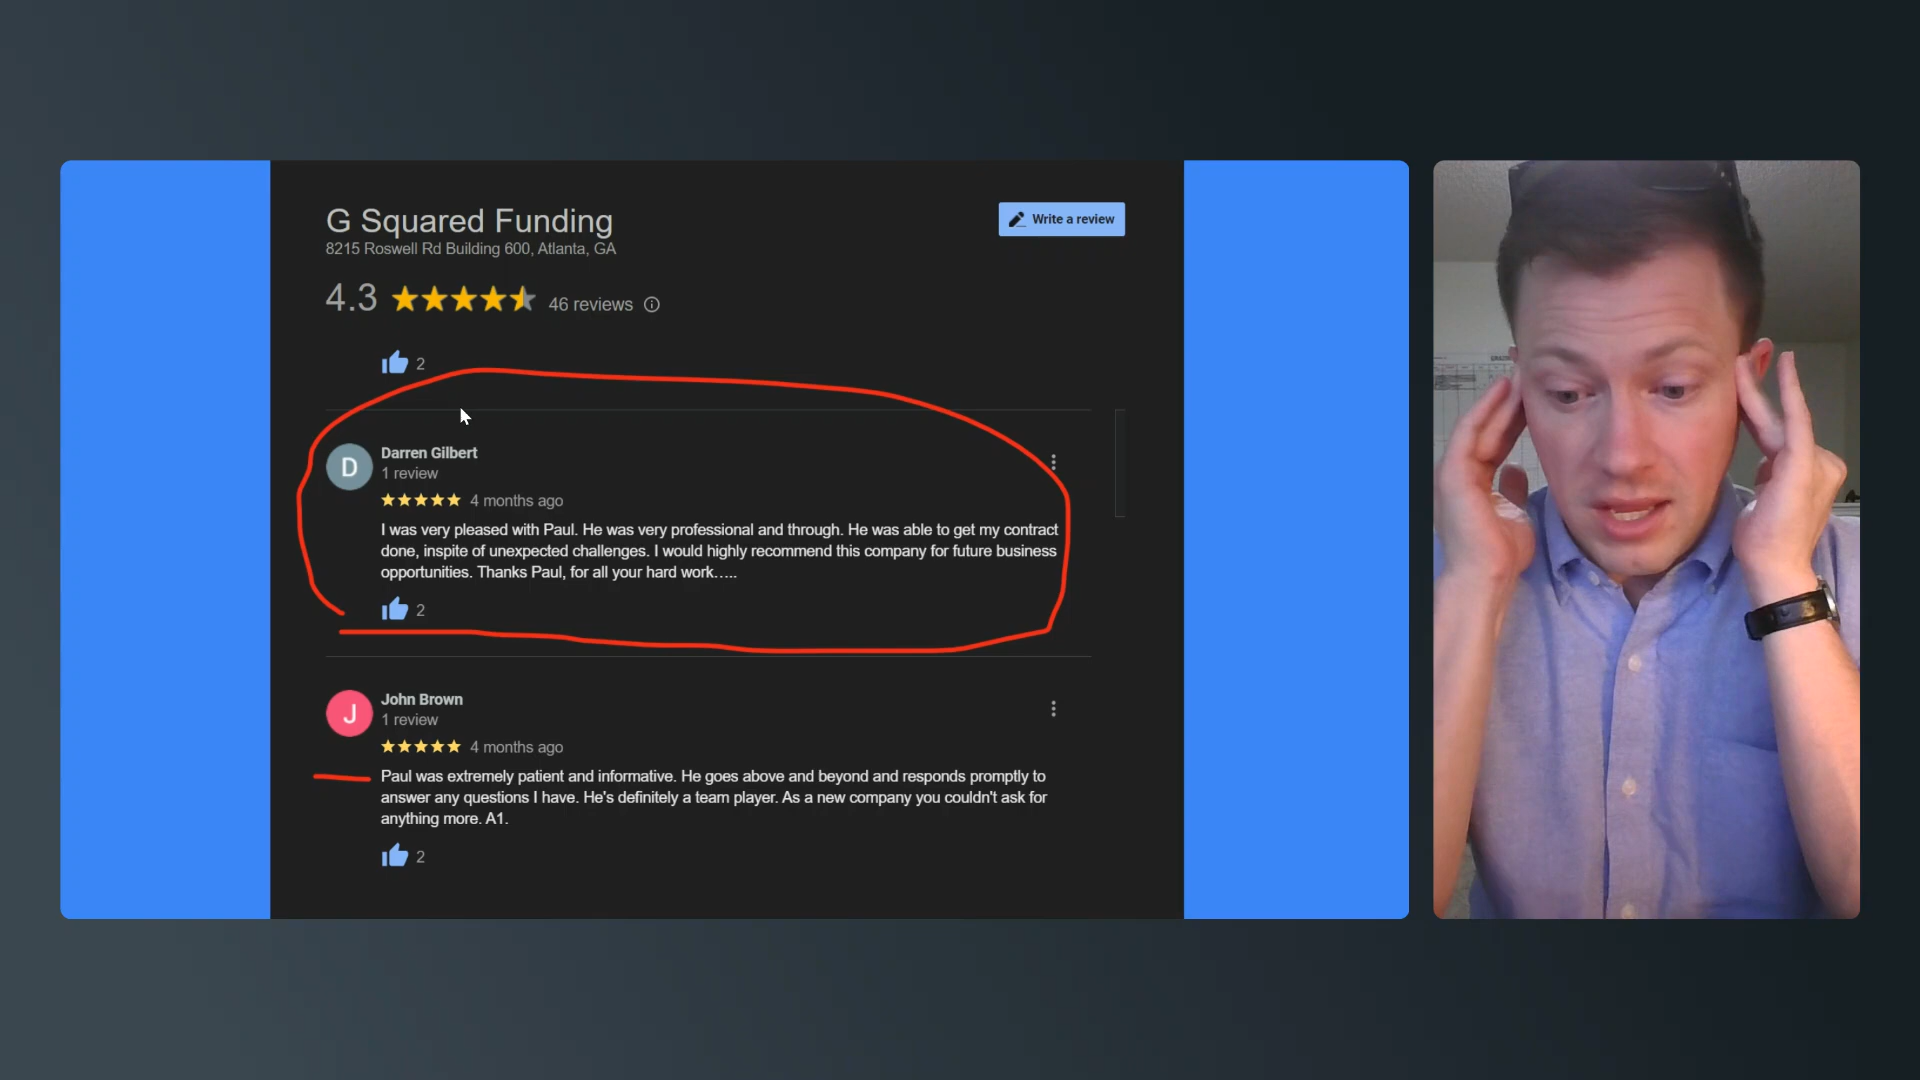 G Squared Funding
Write a review
8215 Roswell Rd Building 600, Atlanta, GA
4.3
46 reviews
2
D
Darren Gilbert
1 review
4 months ago
I was very pleased with Paul. He was very professional and through. He was able to get my contract
done, inspite of unexpected challenges. I would highly recommend this company for future business
opportunities. Thanks Paul, for all your hard work…..
2
J
John Brown
1 review
4 months ago
Paul was extremely patient and informative. He goes above and beyond and responds promptly to
answer any questions I have. He's definitely a team player. As a new company you couldn't ask for
anything more. A1.
2